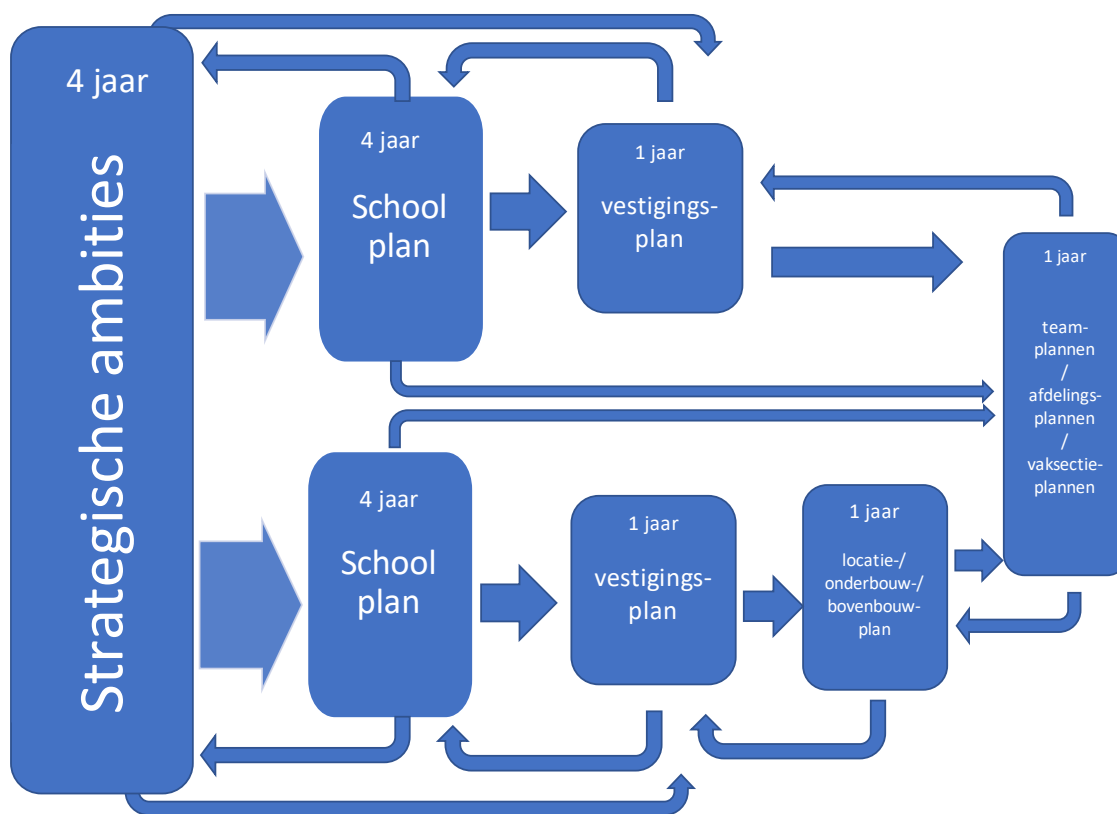 4 jaar
Strategische ambities
4 jaar
School
plan
1 jaar
vestigings-
plan
1 jaar
team-
plannen
/
afdelings-
plannen
/
vaksectie-
plannen
4 jaar
School
plan
1 jaar
vestigings-
plan
1 jaar
locatie-/
onderbouw-/
bovenbouw-
plan